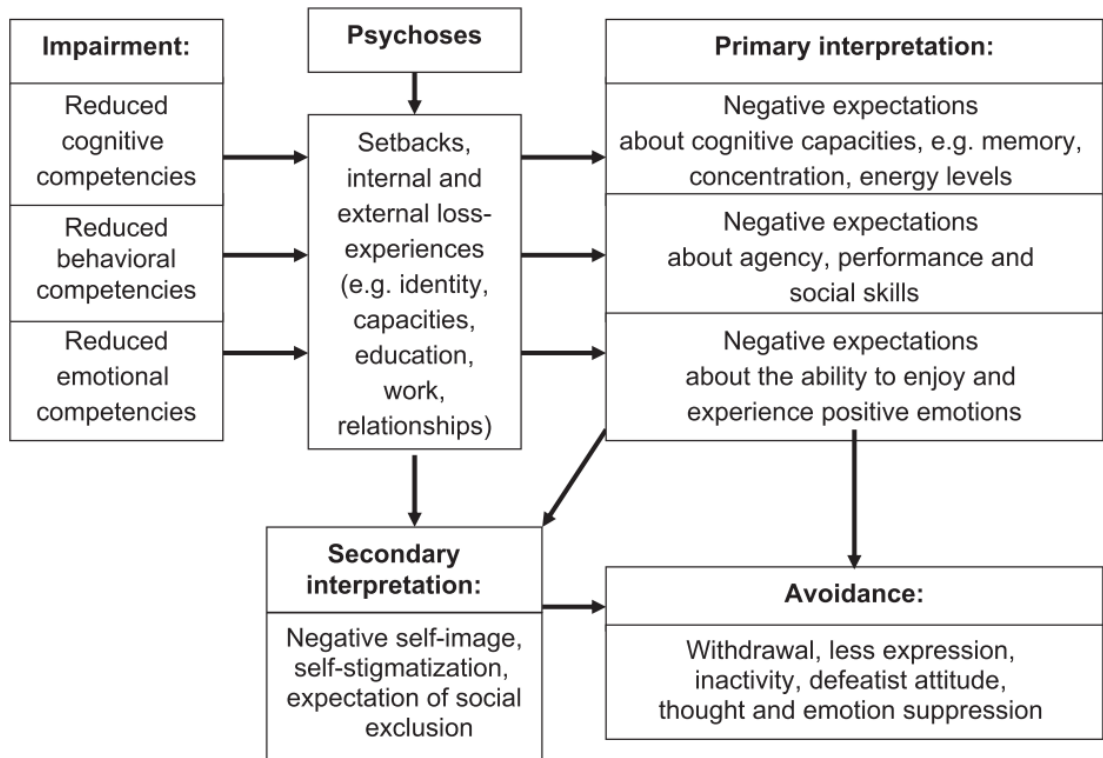 Impairment:
Reduced
cognitive
competencies
Reduced
behavioral
competencies
Reduced
emotional
competencies
Psychoses
Setbacks,
internal and
external loss-
experiences
(e.g. identity,
capacities,
education,
work,
relationships)
Primary interpretation:
Negative expectations
about cognitive capacities, e.g. memory,
concentration, energy levels
Negative expectations
about agency, performance and
social skills
Negative expectations
about the ability to enjoy and
experience positive emotions
Secondary
interpretation:
Negative self-image,
self-stigmatization,
expectation of social
exclusion
Avoidance:
Withdrawal, less expression,
inactivity, defeatist attitude,
thought and emotion suppression